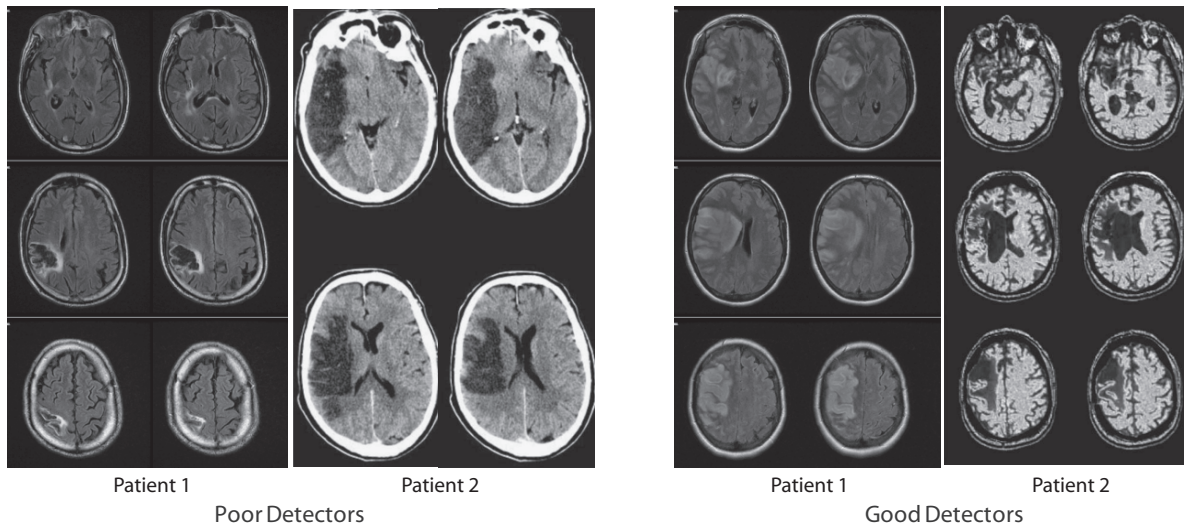 Patient 1
Patient 2
Poor Detectors
Patient 1
Patient 2
Good Detectors